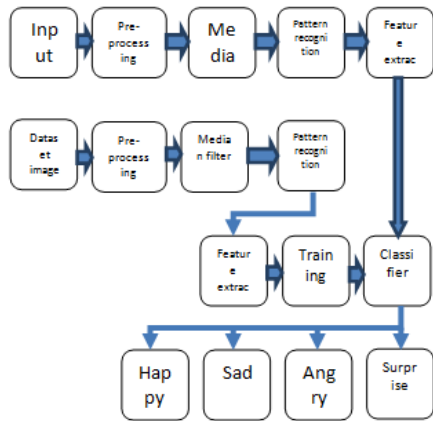 Inp
ut
Pre-
process
ing
Me
dia
Pattern
recogni
tion
Featur
e
extrac
Datas
et
image
Pre-
process
ing
Media
n filter
Pattern
recogni
tion
Featur
e
extrac
Train
ing
Classi
fier
Hap
py
Sad
Ang
ry
Surpr
ise